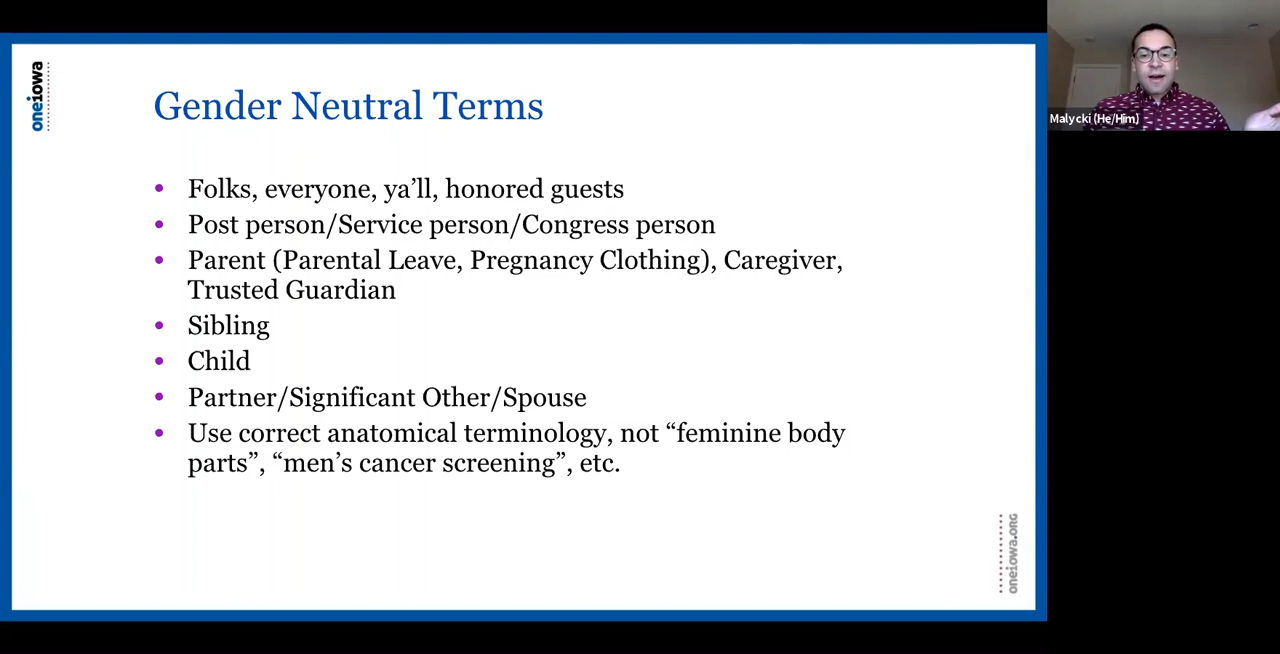 oneiowa
Gender Neutral Terms
• Folks, everyone, ya’ll, honored guests
• Post person/Service person/Congress person
• Parent (Parental Leave, Pregnancy Clothing), Caregiver,
Trusted Guardian
• Sibling
• Child
• Partner/Significant Other/Spouse
• Use correct anatomical terminology, not “feminine body
parts”, “men’s cancer screening”, etc.
oneiowa.ORG
Malycki (He/Him)